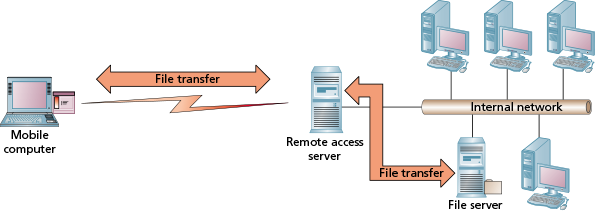 File transfer
Internal network
Mobile
computer
Remote access
server
File transfer
File server